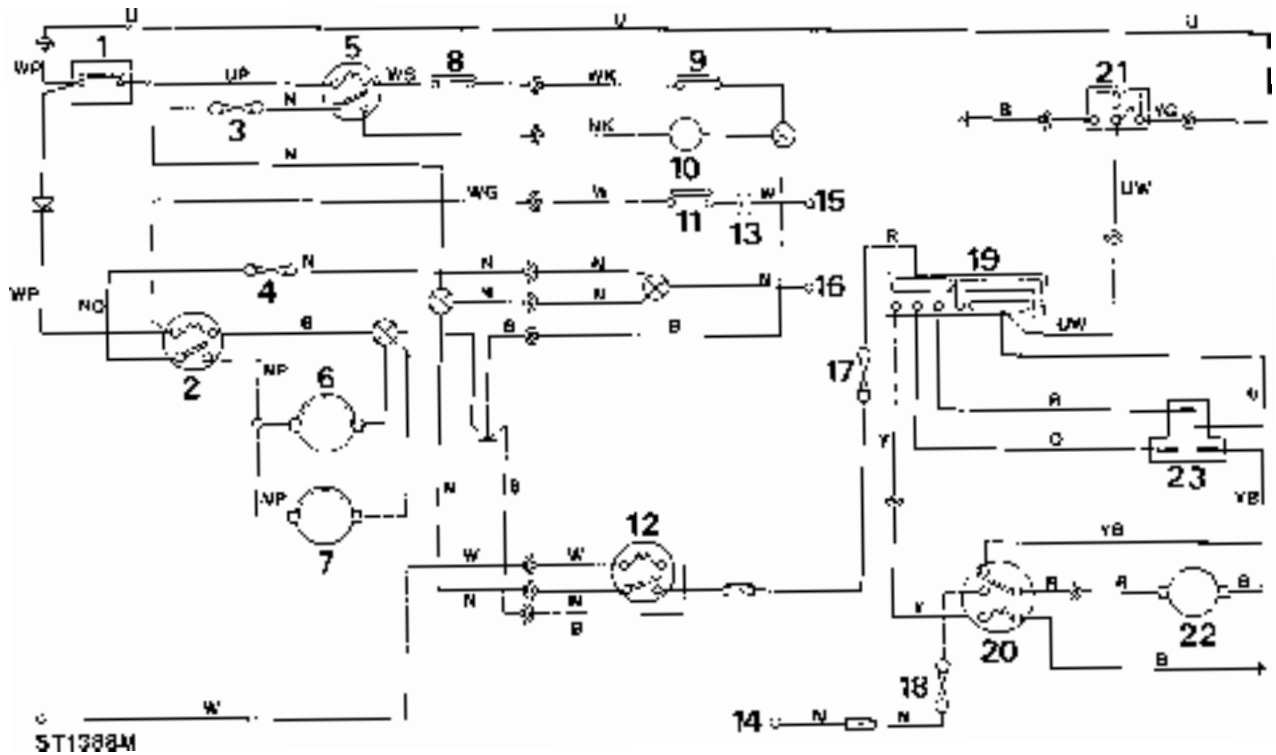 U U U
1 5 8 9 21
WP UP WS WK
N B YG
3 NK
10
N
WG W W 15 UW
11 13
R
N N N 19
4 N 16
WP N N
NO
B B B UW
2 NP 6 17
R
Y O
23
N B YB
NP 12
7 YB
W W
N N R R B
B Y 22
20
B
18
W 14 N N
ST1388M